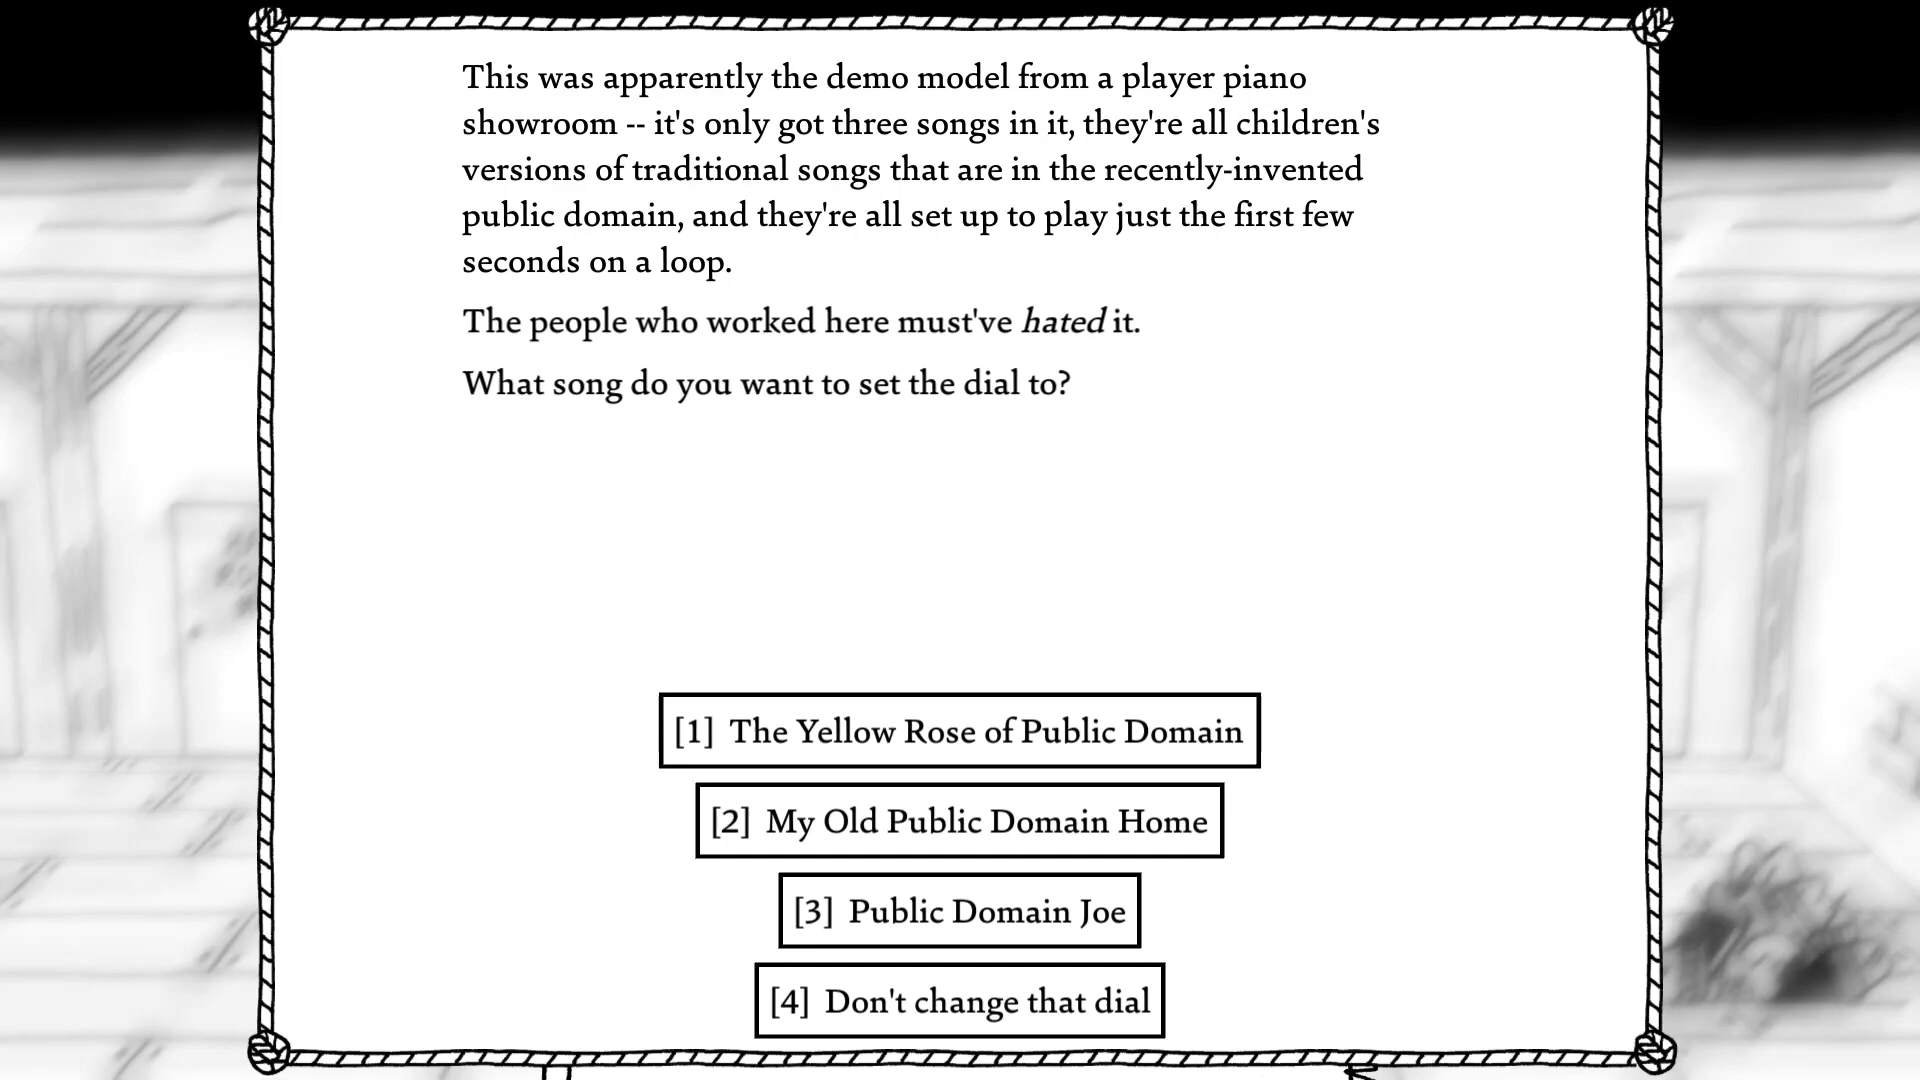 This was apparently the demo model from a player piano
showroom -- it's only got three songs in it, they're all children's
versions of traditional songs that are in the recently-invented
public domain, and they're all set up to play just the first few
seconds on a loop.
The people who worked here must've hated it.
What song do you want to set the dial to?
[1] The Yellow Rose of Public Domain
[2] My Old Public Domain Home
[3] Public Domain Joe
[4] Don't change that dial